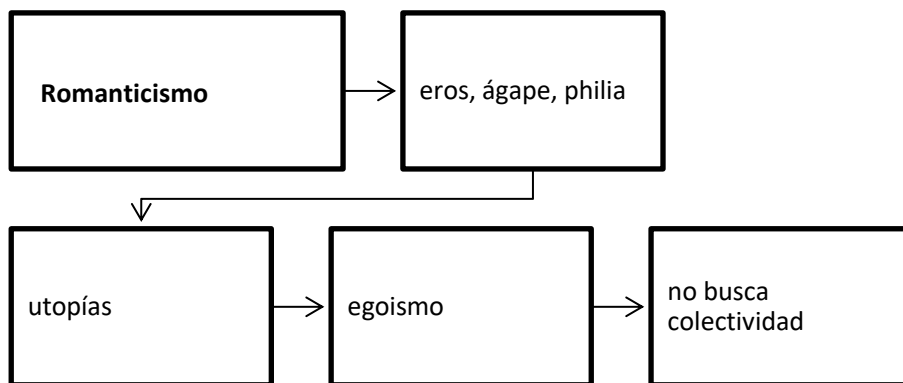 Romanticismo
eros, ágape, philia
utopías
egoismo
no busca
colectividad